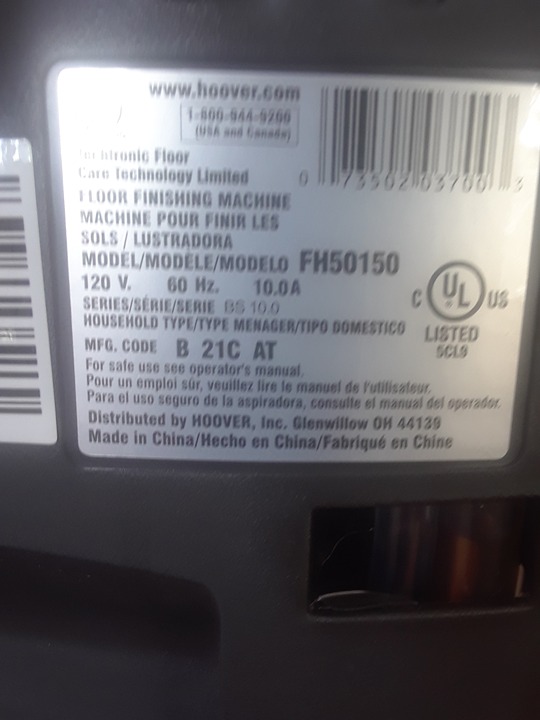 www.hoover.com
1-800-944-9200
(USA and Canada)
Techtronic Floor
Care Technology Limited
0 73502 03700 3
FLOOR FINISHING MACHINE
MACHINE POUR FINIR LES
SOLS / LUSTRADORA
MODEL/MODÈLE/MODELO FH50150
120 V. 60 Hz. 10.0A
SERIES/SÉRIE/SERIE BS 10.0
HOUSEHOLD TYPE/TYPE MENAGER/TIPO DOMESTICO
MFG. CODE B 21C AT
C UL US
LISTED
5CL9
For safe use see operator's manual.
Pour un emploi sûr, veuillez lire le manuel de l'utilisateur.
Para el uso seguro de la aspiradora, consulte el manual del operador.
Distributed by HOOVER, Inc. Glenwillow OH 44139
Made in China/Hecho en China/Fabriqué en Chine